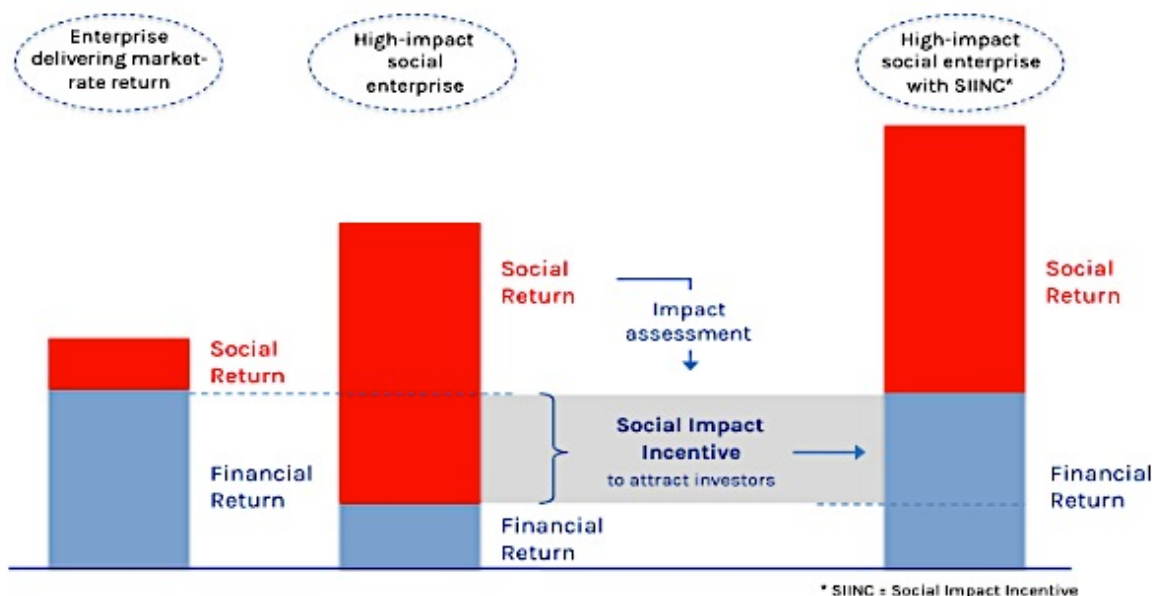 Enterprise
delivering market-
rate return
High-impact
social
enterprise
High-impact
social enterprise
with SIINC*
Social
Return
Financial
Return
Social
Return
Financial
Return
Impact
assessment
Social Impact
Incentive
to attract investors
Social
Return
Financial
Return
* SIINC = Social Impact Incentive